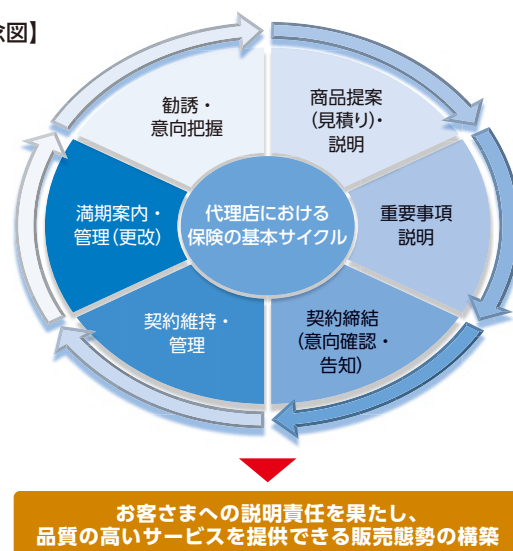 念図】
勧誘・
意向把握
商品提案
(見積り)・
説明
満期案内・
管理(更改)
代理店における
保険の基本サイクル
重要事項
説明
契約維持・
管理
契約締結
(意向確認・
告知)
お客さまへの説明責任を果たし、
品質の高いサービスを提供できる販売態勢の構築